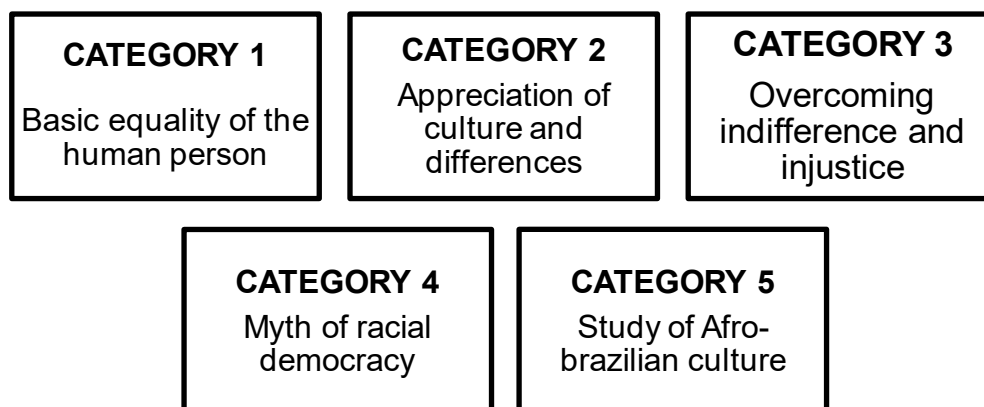 CATEGORY 1
Basic equality of the
human person
CATEGORY 2
Appreciation of
culture and
differences
CATEGORY 3
Overcoming
indifference and
injustice
CATEGORY 4
Myth of racial
democracy
CATEGORY 5
Study of Afro-
brazilian culture